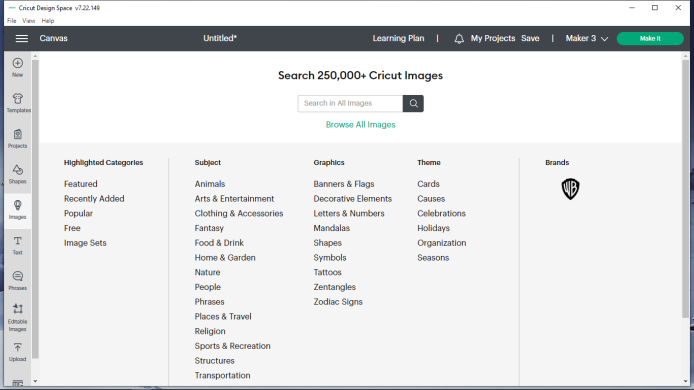 Cricut Design Space v7.22.149
File View Help
Canvas
Untitled*
Learning Plan | My Projects Save | Maker 3 Make It
New
Templates
Projects
Shapes
Images
Text
Phrases
Editable
Images
Upload
Search 250,000+ Cricut Images
Search in All Images
Browse All Images
Highlighted Categories
Featured
Recently Added
Popular
Free
Image Sets
Subject
Animals
Arts & Entertainment
Clothing & Accessories
Fantasy
Food & Drink
Home & Garden
Nature
People
Phrases
Places & Travel
Religion
Sports & Recreation
Structures
Transportation
Graphics
Banners & Flags
Decorative Elements
Letters & Numbers
Mandalas
Shapes
Symbols
Tattoos
Zentangles
Zodiac Signs
Theme
Cards
Causes
Celebrations
Holidays
Organization
Seasons
Brands
WB